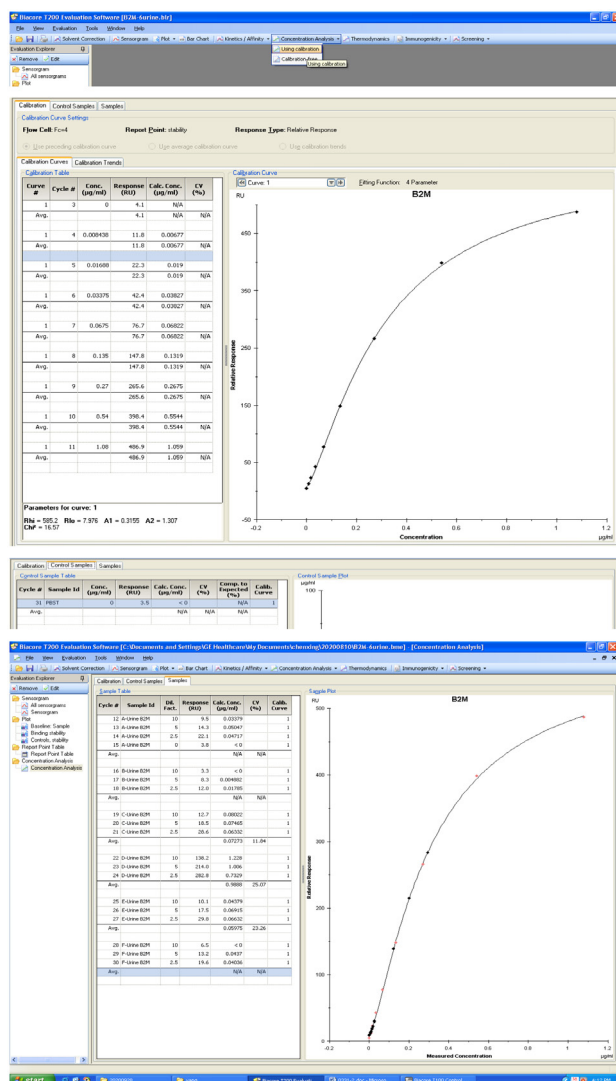 Biacore T200 Evaluation Software [B2M-6urine.blr]
File View Evaluation Tools Window Help
Solvent Correction Sensorgram Plot Bar Chart Kinetics / Affinity Concentration Analysis Thermodynamics Immunogenicity Screening
Evaluation Explorer
Using calibration
Remove Edit
Calibration-free
Using calibration
Sensorgram
All sensorgrams
Plot
Calibration Control Samples Samples
Calibration Curve Settings
Flow Cell: Fc=4 Report Point: stability Response Type: Relative Response
Use preceding calibration curve Use average calibration curve Use calibration trends
Calibration Curves Calibration Trends
Calibration Table
Curve # Cycle # Conc. (µg/ml) Response (RU) Calc. Conc. (µg/ml) CV (%)
1 3 0 4.1 N/A
Avg. 4.1 N/A N/A
1 4 0.008438 11.8 0.00677
Avg. 11.8 0.00677 N/A
1 5 0.01688 22.3 0.019
Avg. 22.3 0.019 N/A
1 6 0.03375 42.4 0.03827
Avg. 42.4 0.03827 N/A
1 7 0.0675 76.7 0.06822
Avg. 76.7 0.06822 N/A
1 8 0.135 147.8 0.1319
Avg. 147.8 0.1319 N/A
1 9 0.27 265.6 0.2675
Avg. 265.6 0.2675 N/A
1 10 0.54 398.4 0.5544
Avg. 398.4 0.5544 N/A
1 11 1.08 486.9 1.059
Avg. 486.9 1.059 N/A
Parameters for curve: 1
Rhi = 585.2 Rlo = 7.976 A1 = 0.3155 A2 = 1.307
Chi² = 16.57
Calibration Curve
Curve: 1 Fitting Function: 4 Parameter
RU
B2M
450
350
250
150
50
-50
Relative Response
-0.2 0 0.2 0.4 0.6 0.8 1 1.2
Concentration µg/ml
Calibration Control Samples Samples
Control Sample Table
Cycle # Sample Id Conc. (µg/ml) Response (RU) Calc. Conc. (µg/ml) CV (%) Comp. to Expected (%) Calib. Curve
31 PBST 0 3.5 < 0 N/A 1
Avg. N/A N/A N/A
Control Sample Plot
µg/ml
100
Biacore T200 Evaluation Software [C:\Documents and Settings\GE Healthcare\My Documents\chenxing\20200810\B2M-6urine.bme] - [Concentration Analysis]
File View Evaluation Tools Window Help
Solvent Correction Sensorgram Plot Bar Chart Kinetics / Affinity Concentration Analysis Thermodynamics Immunogenicity Screening
Evaluation Explorer
Remove Edit
Sensorgram
All sensorgrams
Plot
Baseline: Sample
Binding stability
Controls, stability
Report Point Table
Report Point Table
Concentration Analysis
Concentration Analysis
Calibration Control Samples Samples
Sample Table
Cycle # Sample Id Dil. Fact. Response (RU) Calc. Conc. (µg/ml) CV (%) Calib. Curve
12 A-Urine B2M 10 9.5 0.03379 1
13 A-Urine B2M 5 14.3 0.05047 1
14 A-Urine B2M 2.5 22.1 0.04717 1
15 A-Urine B2M 0 3.8 < 0 1
Avg. N/A N/A
16 B-Urine B2M 10 3.3 < 0 1
17 B-Urine B2M 5 8.3 0.004882 1
18 B-Urine B2M 2.5 12.0 0.01785 1
Avg. N/A N/A
19 C-Urine B2M 10 12.7 0.08022 1
20 C-Urine B2M 5 18.5 0.07465 1
21 C-Urine B2M 2.5 28.6 0.06332 1
Avg. 0.07273 11.84
22 D-Urine B2M 10 138.2 1.228 1
23 D-Urine B2M 5 214.0 1.006 1
24 D-Urine B2M 2.5 282.8 0.7329 1
Avg. 0.9888 25.07
25 E-Urine B2M 10 10.1 0.04379 1
26 E-Urine B2M 5 17.5 0.06915 1
27 E-Urine B2M 2.5 29.8 0.06632 1
Avg. 0.05975 23.26
28 F-Urine B2M 10 6.5 < 0 1
29 F-Urine B2M 5 13.2 0.0437 1
30 F-Urine B2M 2.5 19.6 0.04036 1
Avg. N/A N/A
Sample Plot
RU
B2M
500
400
300
200
100
0
Relative Response
-0.2 0 0.2 0.4 0.6 0.8 1 1.2
Measured Concentration µg/ml
start